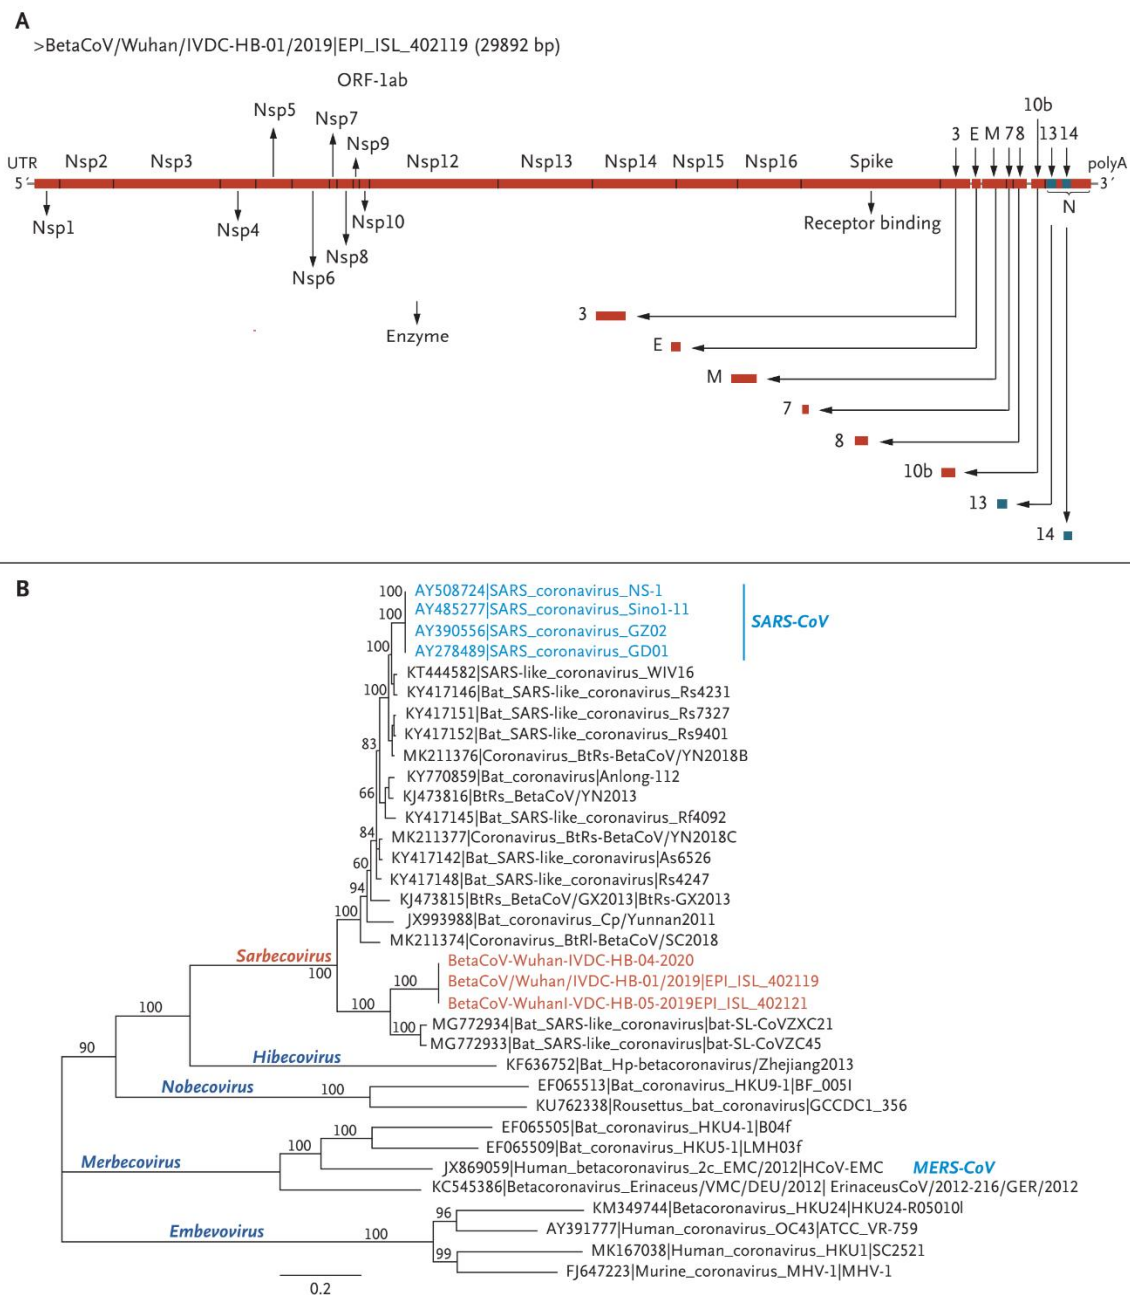 A
>BetaCoV/Wuhan/IVDC-HB-01/2019|EPI_ISL_402119 (29892 bp)
ORF-1ab
Nsp5
Nsp7
Nsp9
10b
3 E M 7 8 13 14
UTR Nsp2 Nsp3 Nsp12 Nsp13 Nsp14 Nsp15 Nsp16 Spike polyA
5′ 3′
Nsp1
Nsp4
Nsp6
Nsp8
Nsp10
Receptor binding
N
Enzyme
3
E
M
7
8
10b
13
14
B
100 AY508724|SARS_coronavirus_NS-1
100 AY485277|SARS_coronavirus_Sino1-11
SARS-CoV
AY390556|SARS_coronavirus_GZ02
100 AY278489|SARS_coronavirus_GD01
KT444582|SARS-like_coronavirus_WIV16
100 KY417146|Bat_SARS-like_coronavirus_Rs4231
KY417151|Bat_SARS-like_coronavirus_Rs7327
83 KY417152|Bat_SARS-like_coronavirus_Rs9401
MK211376|Coronavirus_BtRs-BetaCoV/YN2018B
KY770859|Bat_coronavirus|Anlong-112
66 KJ473816|BtRs_BetaCoV/YN2013
KY417145|Bat_SARS-like_coronavirus_Rf4092
84 MK211377|Coronavirus_BtRs-BetaCoV/YN2018C
60 KY417142|Bat_SARS-like_coronavirus|As6526
KY417148|Bat_SARS-like_coronavirus|Rs4247
94 KJ473815|BtRs_BetaCoV/GX2013|BtRs-GX2013
100 JX993988|Bat_coronavirus_Cp/Yunnan2011
MK211374|Coronavirus_BtRl-BetaCoV/SC2018
Sarbecovirus BetaCoV-Wuhan-IVDC-HB-04-2020
100 100 BetaCoV/Wuhan/IVDC-HB-01/2019|EPI_ISL_402119
100 100 BetaCoV-WuhanI-VDC-HB-05-2019EPI_ISL_402121
100 MG772934|Bat_SARS-like_coronavirus|bat-SL-CoVZXC21
MG772933|Bat_SARS-like_coronavirus|bat-SL-CoVZC45
90 Hibecovirus KF636752|Bat_Hp-betacoronavirus/Zhejiang2013
Nobecovirus 100 EF065513|Bat_coronavirus_HKU9-1|BF_005I
KU762338|Rousettus_bat_coronavirus|GCCDC1_356
100 EF065505|Bat_coronavirus_HKU4-1|B04f
100 EF065509|Bat_coronavirus_HKU5-1|LMH03f
Merbecovirus JX869059|Human_betacoronavirus_2c_EMC/2012|HCoV-EMC MERS-CoV
KC545386|Betacoronavirus_Erinaceus/VMC/DEU/2012| ErinaceusCoV/2012-216/GER/2012
96 KM349744|Betacoronavirus_HKU24|HKU24-R05010I
Embevovirus 100 AY391777|Human_coronavirus_OC43|ATCC_VR-759
99 MK167038|Human_coronavirus_HKU1|SC2521
FJ647223|Murine_coronavirus_MHV-1|MHV-1
0.2